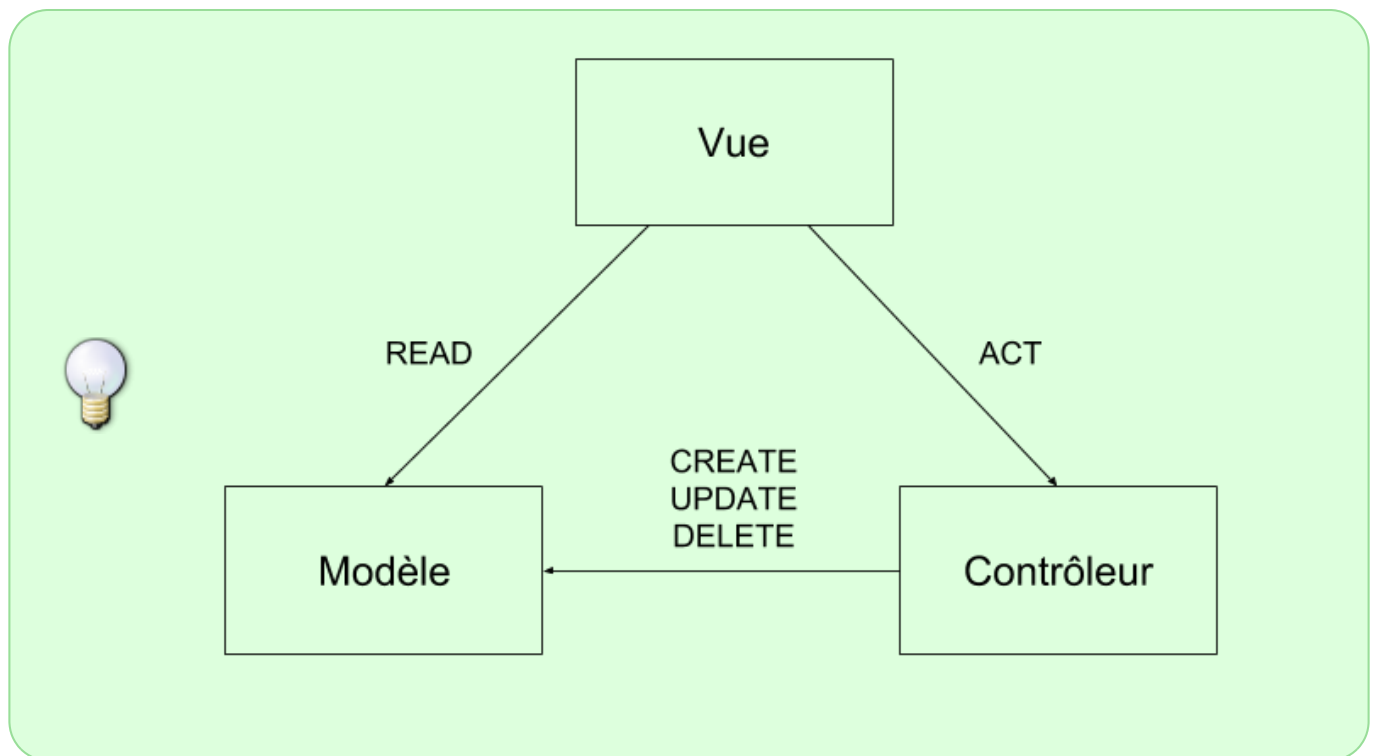 Vue
READ
ACT
CREATE
UPDATE
DELETE
Modèle
Contrôleur